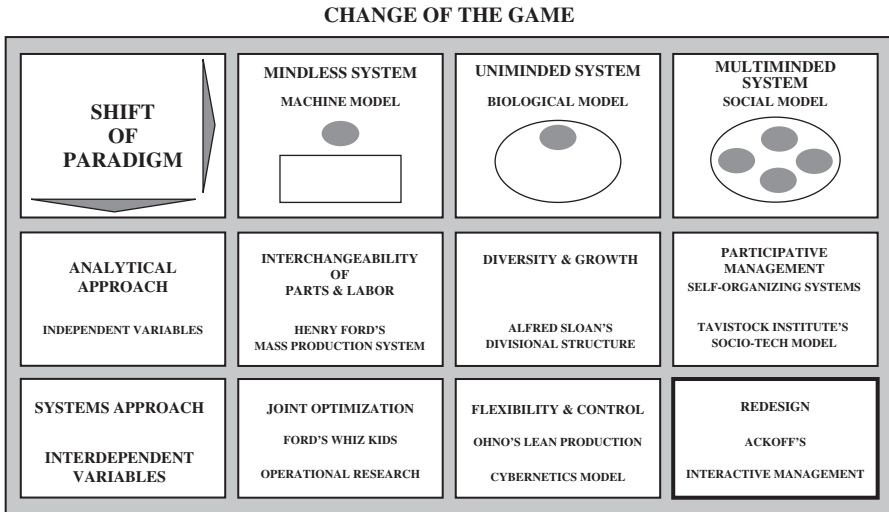 CHANGE OF THE GAME
SHIFT
OF
PARADIGM
MINDLESS SYSTEM
MACHINE MODEL
UNIMINDED SYSTEM
BIOLOGICAL MODEL
MULTIMINDED
SYSTEM
SOCIAL MODEL
ANALYTICAL
APPROACH
INDEPENDENT VARIABLES
INTERCHANGEABILITY
OF
PARTS & LABOR
HENRY FORD'S
MASS PRODUCTION SYSTEM
DIVERSITY & GROWTH
ALFRED SLOAN'S
DIVISIONAL STRUCTURE
PARTICIPATIVE
MANAGEMENT
SELF-ORGANIZING SYSTEMS
TAVISTOCK INSTITUTE'S
SOCIO-TECH MODEL
SYSTEMS APPROACH
INTERDEPENDENT
VARIABLES
JOINT OPTIMIZATION
FORD'S WHIZ KIDS
OPERATIONAL RESEARCH
FLEXIBILITY & CONTROL
OHNO'S LEAN PRODUCTION
CYBERNETICS MODEL
REDESIGN
ACKOFF'S
INTERACTIVE MANAGEMENT